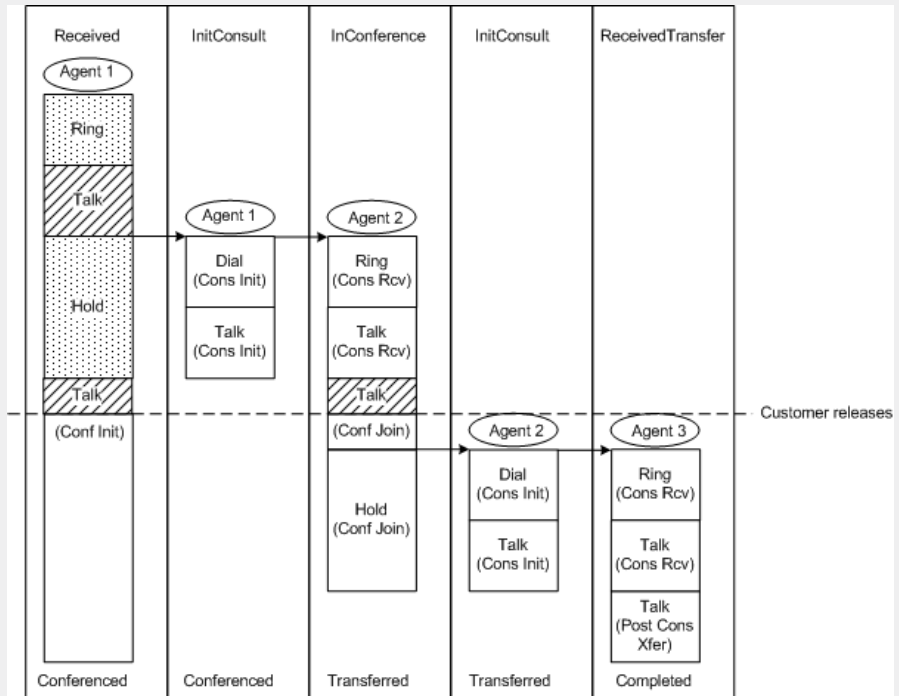 Received
InitConsult
InConference
InitConsult
ReceivedTransfer
Agent 1
Ring
Talk
Agent 1
Agent 2
Hold
Dial
(Cons Init)
Ring
(Cons Rcv)
Talk
(Cons Init)
Talk
(Cons Rcv)
Talk
Talk
Customer releases
(Conf Init)
(Conf Join)
Agent 2
Agent 3
Hold
(Conf Join)
Dial
(Cons Init)
Ring
(Cons Rcv)
Talk
(Cons Init)
Talk
(Cons Rcv)
Talk
(Post Cons
Xfer)
Conferenced
Conferenced
Transferred
Transferred
Completed